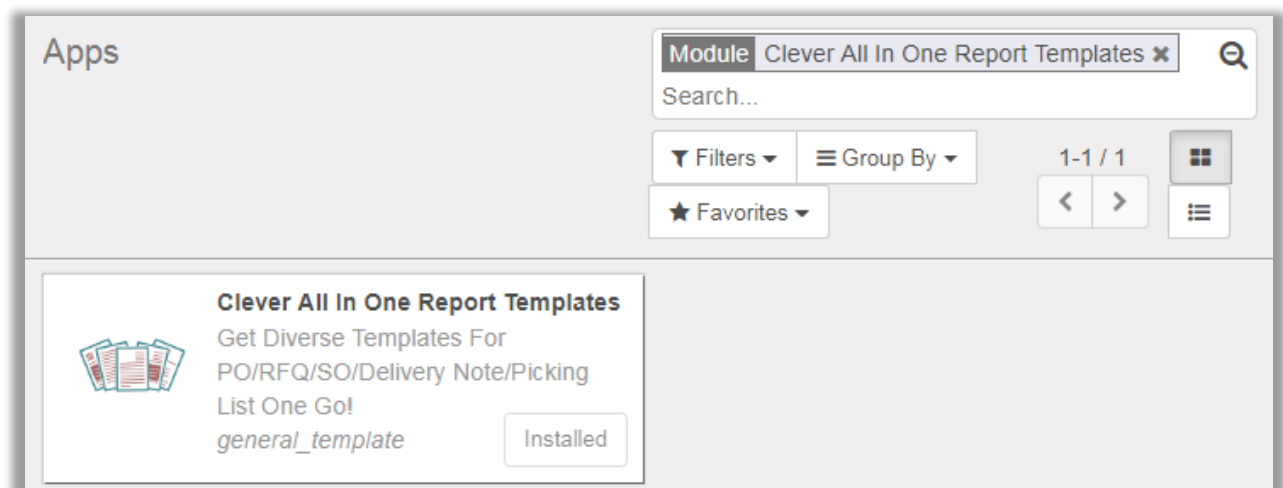 Apps
Module Clever All In One Report Templates ✖
Search...
Filters
Group By
1-1 / 1
Favorites
Clever All In One Report Templates
Get Diverse Templates For
PO/RFQ/SO/Delivery Note/Picking
List One Go!
general_template
Installed